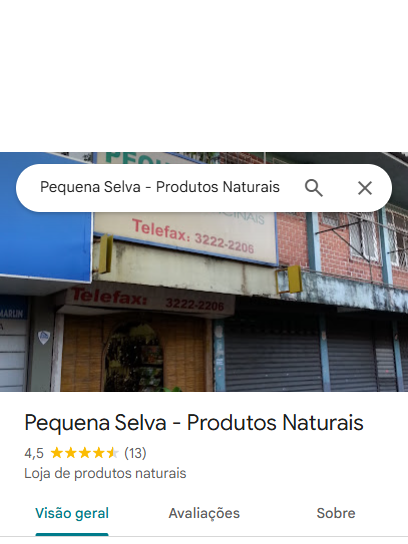 Pequena Selva - Produtos Naturais
Telefax: 3222-2206
Telefax: 3222-2206
Pequena Selva - Produtos Naturais
4,5 (13)
Loja de produtos naturais
Visão geral Avaliações Sobre